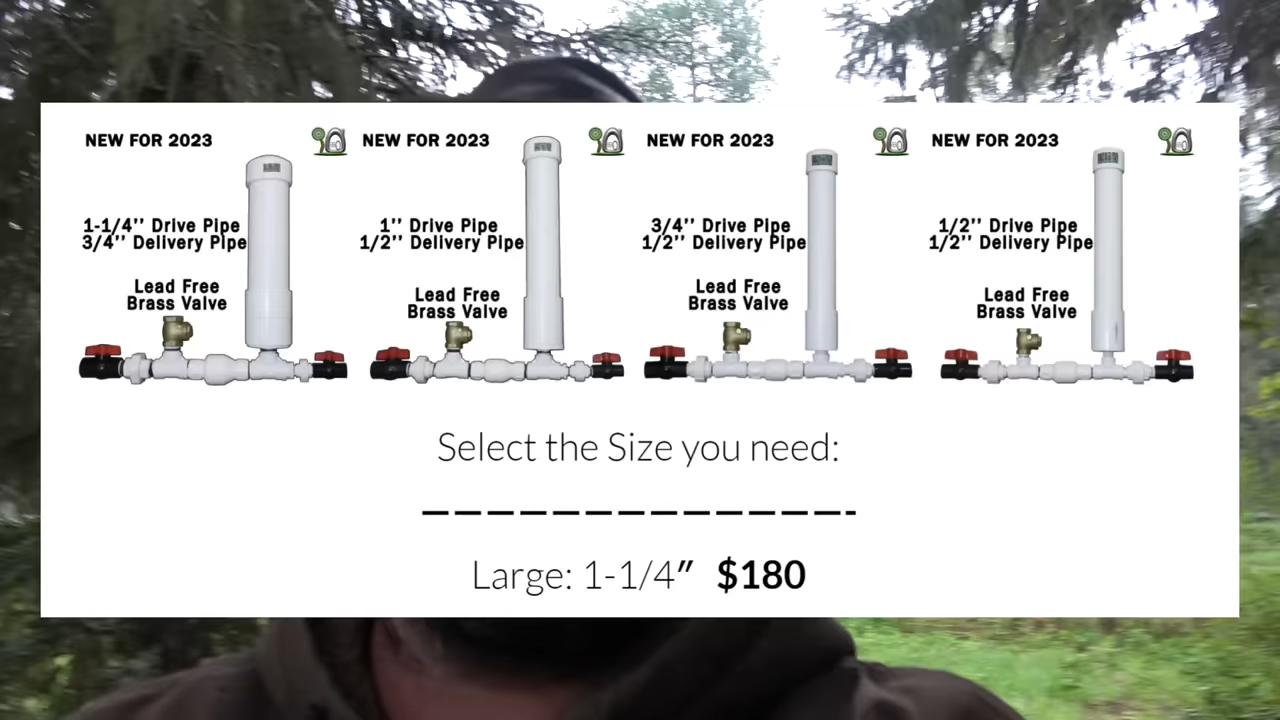 NEW FOR 2023
1-1/4’’ Drive Pipe
3/4’’ Delivery Pipe
Lead Free
Brass Valve
NEW FOR 2023
1’’ Drive Pipe
1/2’’ Delivery Pipe
Lead Free
Brass Valve
NEW FOR 2023
3/4’’ Drive Pipe
1/2’’ Delivery Pipe
Lead Free
Brass Valve
NEW FOR 2023
1/2’’ Drive Pipe
1/2’’ Delivery Pipe
Lead Free
Brass Valve
Select the Size you need:
Large: 1-1/4” $180